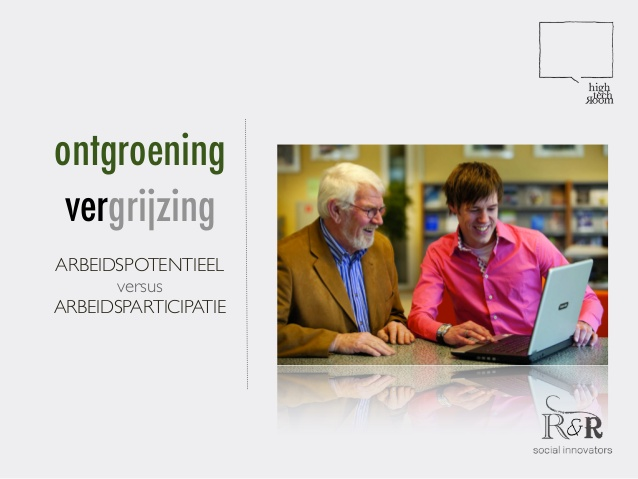 high
tech
Room
ontgroening
vergrijzing
ARBEIDSPOTENTIEEL
versus
ARBEIDSPARTICIPATIE
R&R
social innovators